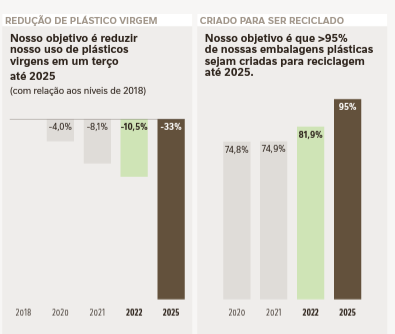 REDUÇÃO DE PLÁSTICO VIRGEM
Nosso objetivo é reduzir
nosso uso de plásticos
virgens em um terço
até 2025
(com relação aos níveis de 2018)
-4,0%
-8,1%
-10,5%
-33%
2018
2020
2021
2022
2025
CRIADO PARA SER RECICLADO
Nosso objetivo é que >95%
de nossas embalagens plásticas
sejam criadas para reciclagem
até 2025.
74,8%
74,9%
81,9%
95%
2020
2021
2022
2025